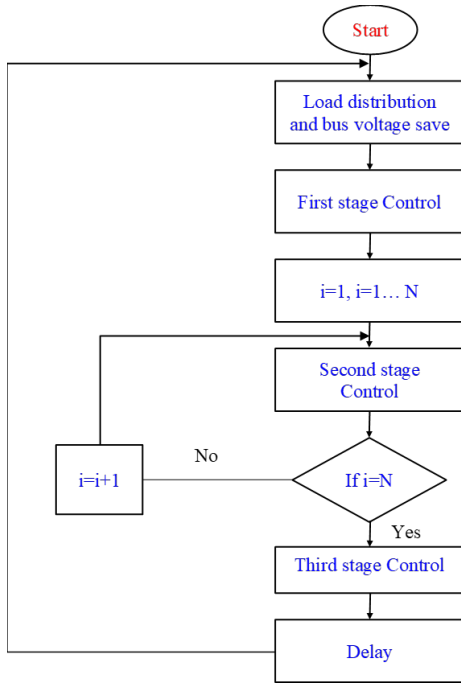 Start
Load distribution
and bus voltage save
First stage Control
i=1, i=1… N
Second stage
Control
No
i=i+1
If i=N
Yes
Third stage Control
Delay